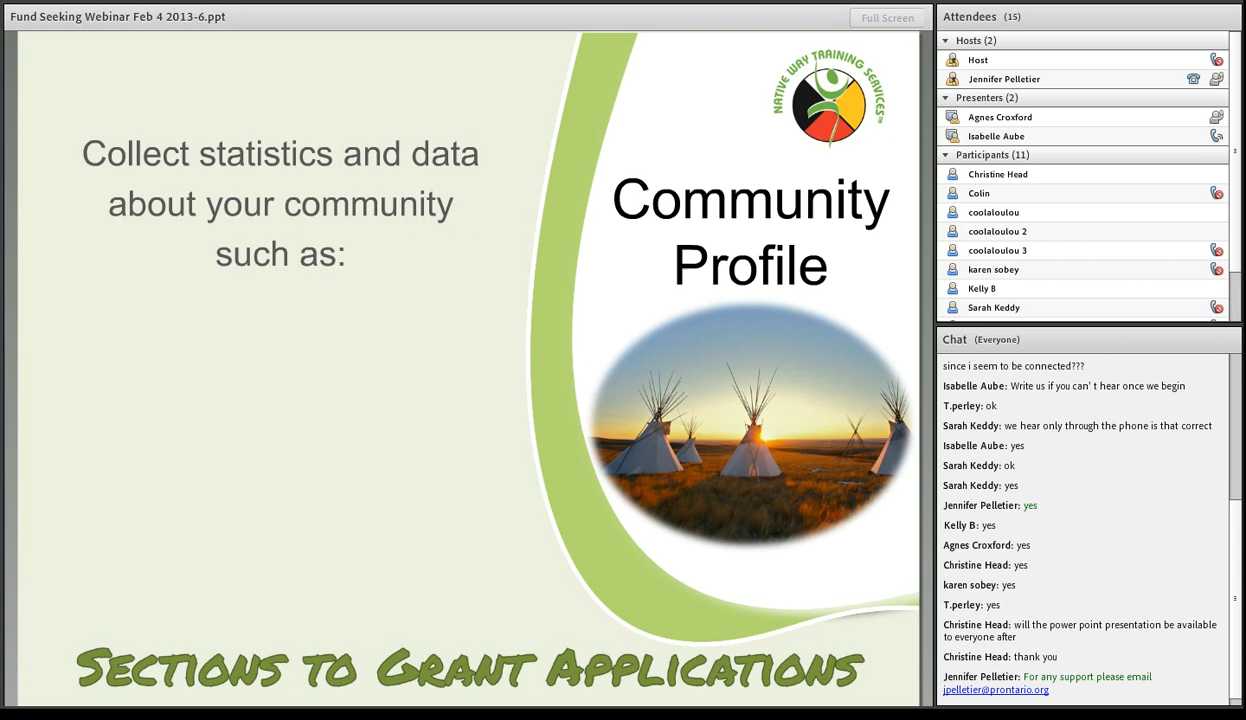 Fund Seeking Webinar Feb 4 2013-6.ppt
Full Screen
Collect statistics and data
about your community
such as:
NATIVE WAY TRAINING SERVICES™
Community
Profile
SECTIONS TO GRANT APPLICATIONS
Attendees (15)
Hosts (2)
Host
Jennifer Pelletier
Presenters (2)
Agnes Croxford
Isabelle Aube
Participants (11)
Christine Head
Colin
coolaloulou
coolaloulou 2
coolaloulou 3
karen sobey
Kelly B
Sarah Keddy
Chat (Everyone)
since i seem to be connected???
Isabelle Aube: Write us if you can' t hear once we begin
T.perley: ok
Sarah Keddy: we hear only through the phone is that correct
Isabelle Aube: yes
Sarah Keddy: ok
Sarah Keddy: yes
Jennifer Pelletier: yes
Kelly B: yes
Agnes Croxford: yes
Christine Head: yes
karen sobey: yes
T.perley: yes
Christine Head: will the power point presentation be available
to everyone after
Christine Head: thank you
Jennifer Pelletier: For any support please email
jpelletier@prontario.org